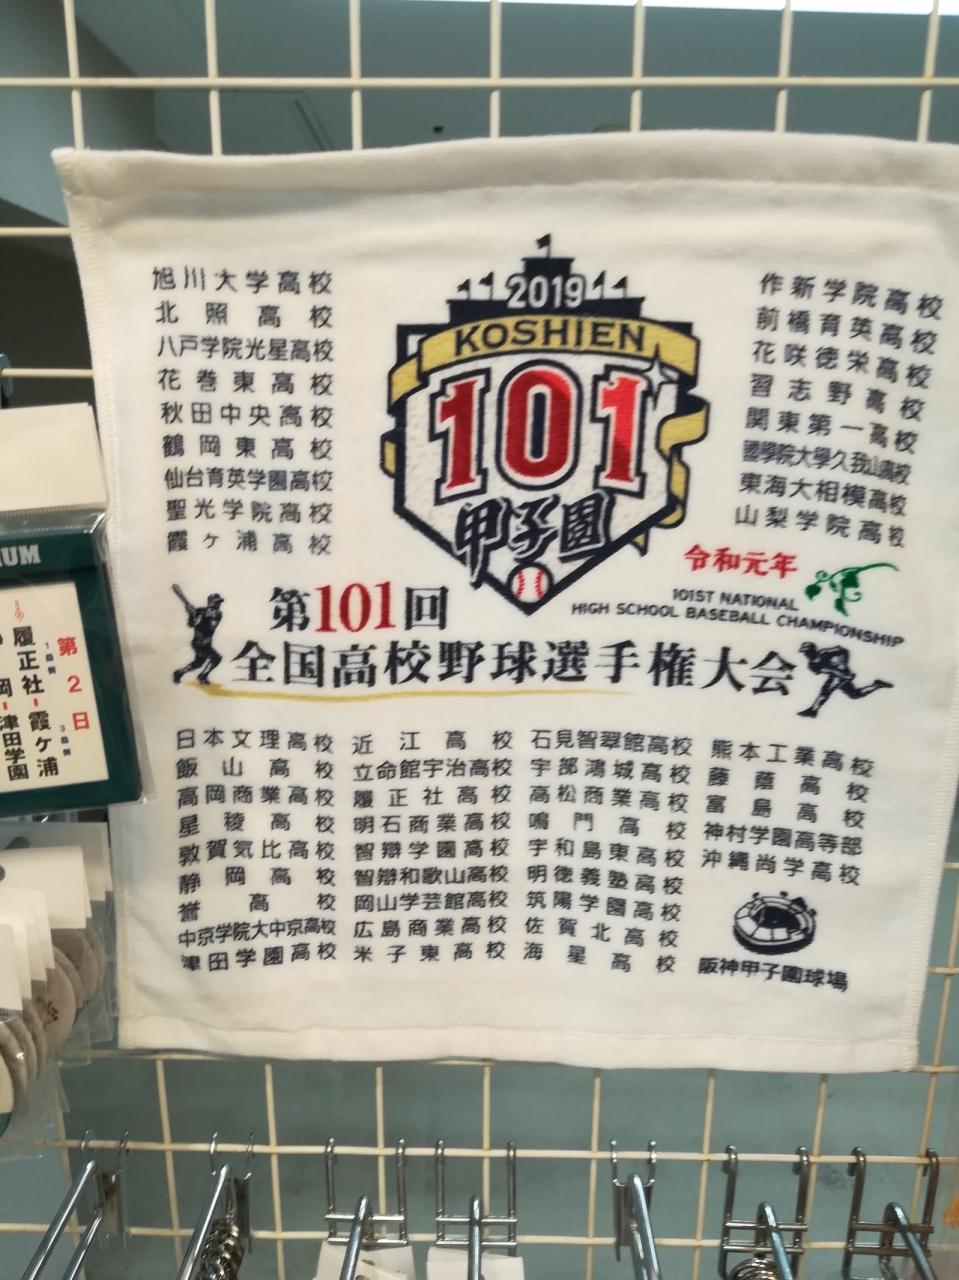 旭川大学高校
北照高校
八戸学院光星高校
花巻東高校
秋田中央高校
鶴岡東高校
仙台育英学園高校
聖光学院高校
霞ヶ浦高校
2019
KOSHIEN
101
甲子園
作新学院高校
前橋育英高校
花咲徳栄高校
習志野高校
関東第一高校
國學院大學久我山高校
東海大相模高校
山梨学院高校
令和元年
101ST NATIONAL
HIGH SCHOOL BASEBALL CHAMPIONSHIP
第101回
全国高校野球選手権大会
日本文理高校
飯山高校
高岡商業高校
星稜高校
敦賀気比高校
静岡高校
誉高校
中京学院大中京高校
津田学園高校
近江高校
立命館宇治高校
履正社高校
明石商業高校
智辯学園高校
智辯和歌山高校
岡山学芸館高校
広島商業高校
米子東高校
石見智翠館高校
宇部鴻城高校
高松商業高校
鳴門高校
宇和島東高校
明徳義塾高校
筑陽学園高校
佐賀北高校
海星高校
熊本工業高校
藤蔭高校
富島高校
神村学園高等部
沖縄尚学高校
阪神甲子園球場
UM
第2日
履正社-霞ヶ浦
岡-津田学園